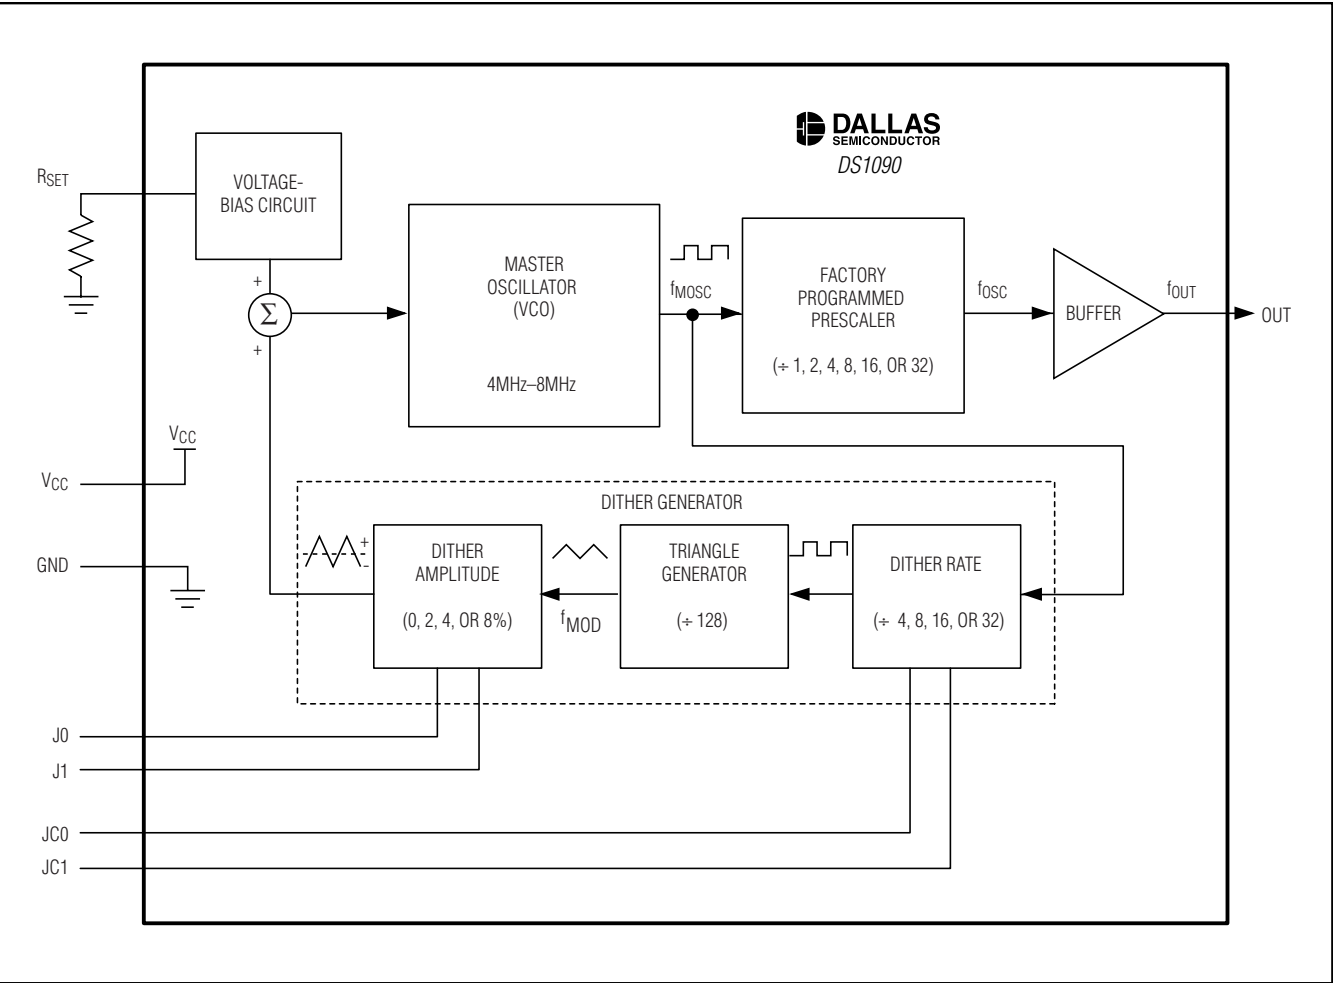 DALLAS
SEMICONDUCTOR
DS1090
RSET
VOLTAGE-
BIAS CIRCUIT
+
Σ
+
MASTER
OSCILLATOR
(VCO)
4MHz–8MHz
fMOSC
FACTORY
PROGRAMMED
PRESCALER
(÷ 1, 2, 4, 8, 16, OR 32)
fOSC
BUFFER
fOUT
OUT
VCC
VCC
GND
DITHER GENERATOR
+
-
DITHER
AMPLITUDE
(0, 2, 4, OR 8%)
fMOD
TRIANGLE
GENERATOR
(÷ 128)
DITHER RATE
(÷ 4, 8, 16, OR 32)
J0
J1
JC0
JC1